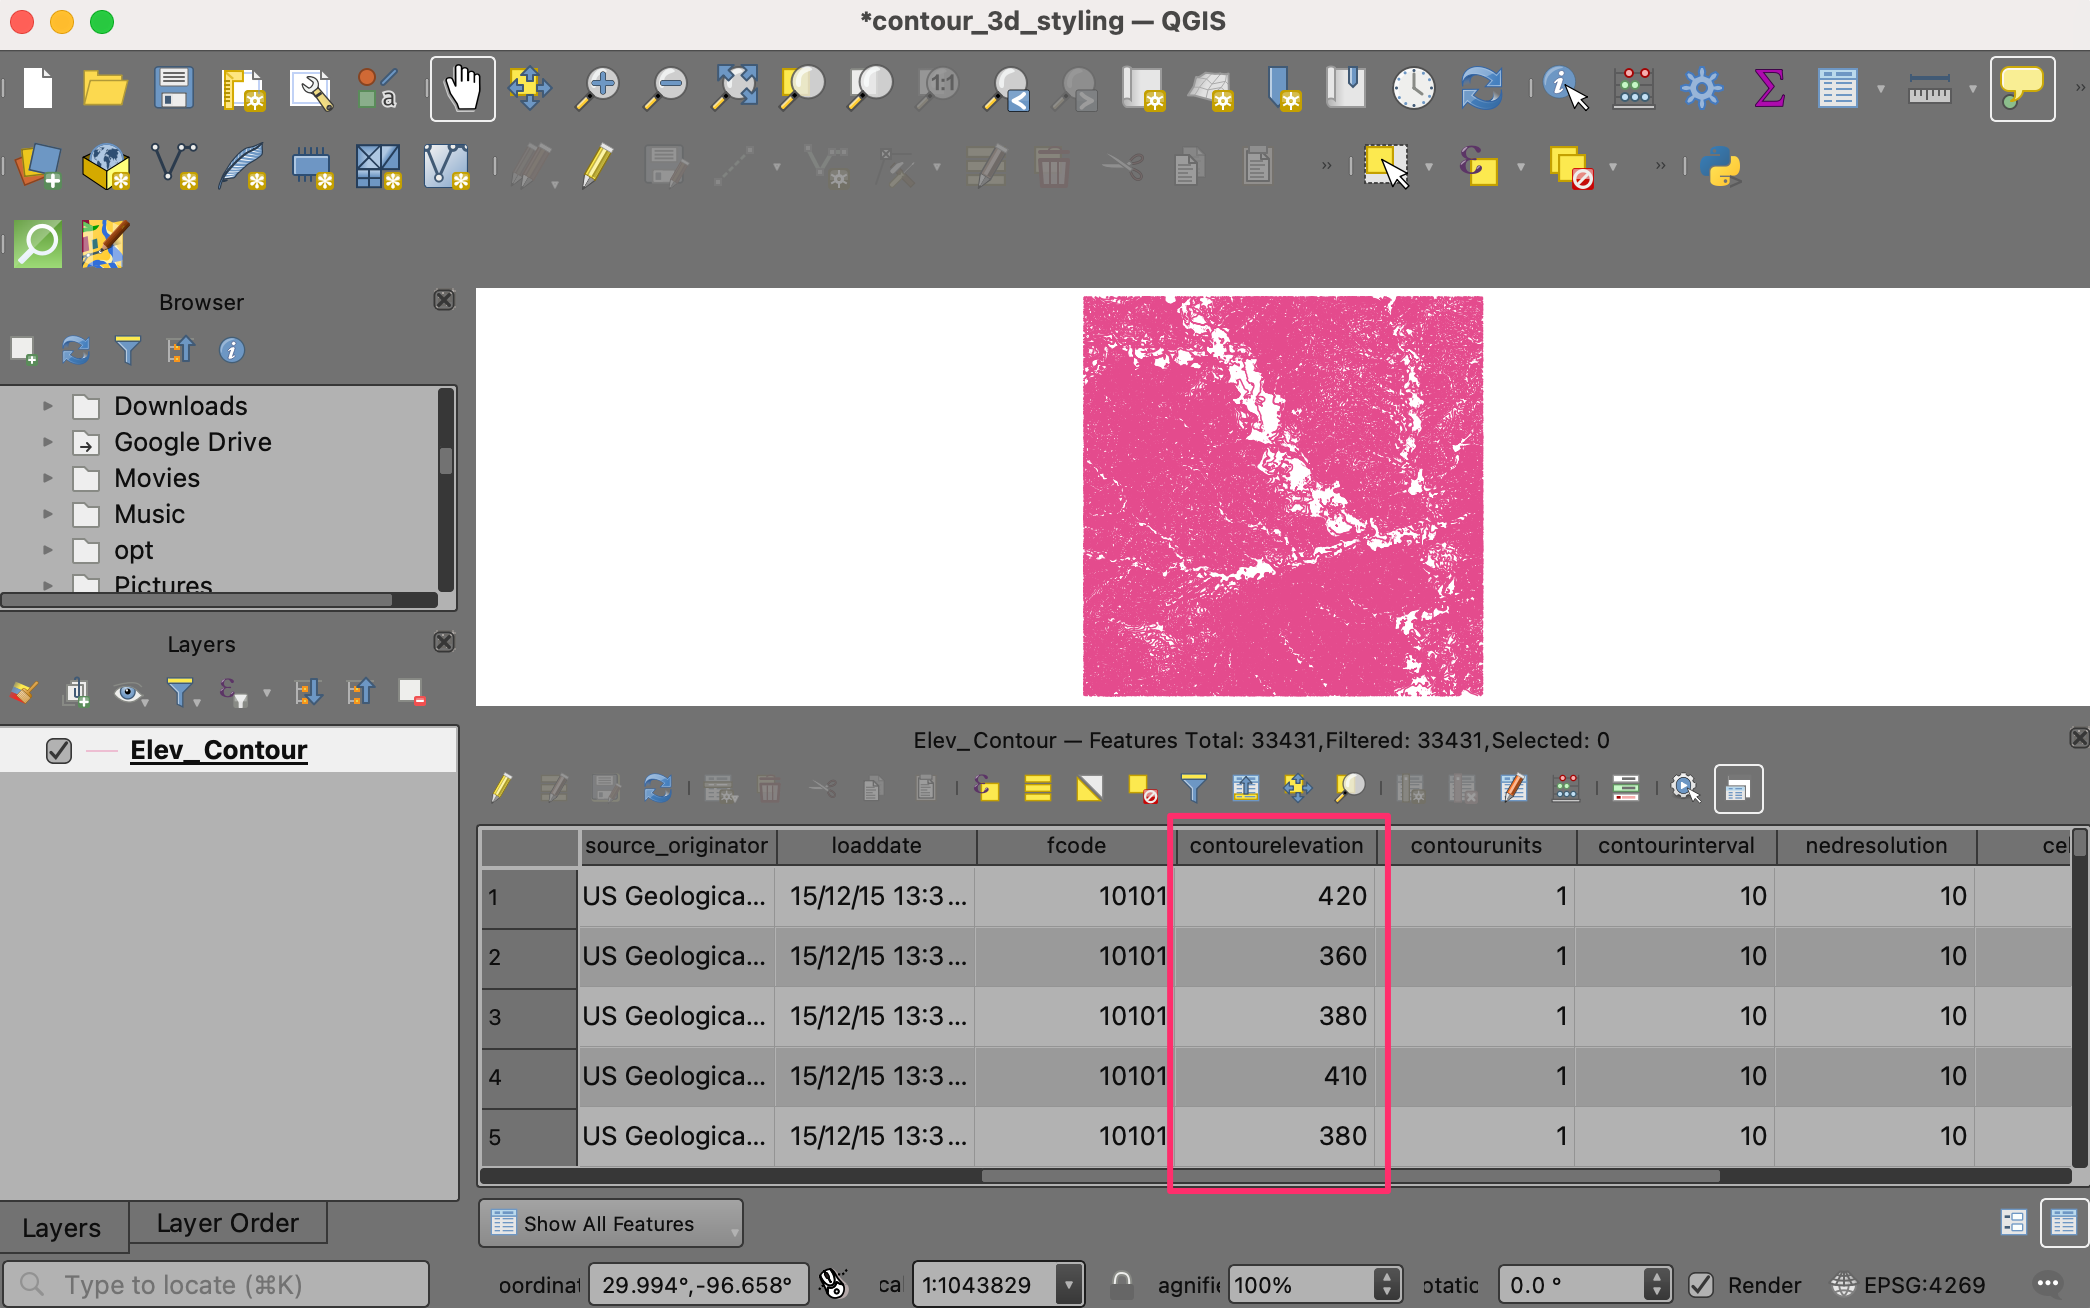 *contour_3d_styling — QGIS
1:1
a
Browser
Downloads
Google Drive
Movies
Music
opt
Pictures
Layers
Elev_Contour
Elev_Contour — Features Total: 33431, Filtered: 33431, Selected: 0
source_originator loaddate fcode contourelevation contourunits contourinterval nedresolution
1 US Geologica... 15/12/15 13:3... 10101 420 1 10 10
2 US Geologica... 15/12/15 13:3... 10101 360 1 10 10
3 US Geologica... 15/12/15 13:3... 10101 380 1 10 10
4 US Geologica... 15/12/15 13:3... 10101 410 1 10 10
5 US Geologica... 15/12/15 13:3... 10101 380 1 10 10
Show All Features
Layers Layer Order
Type to locate (⌘K)
oordinat 29.994°,-96.658° cal 1:1043829 agnifi 100% otatic 0.0 ° Render EPSG:4269